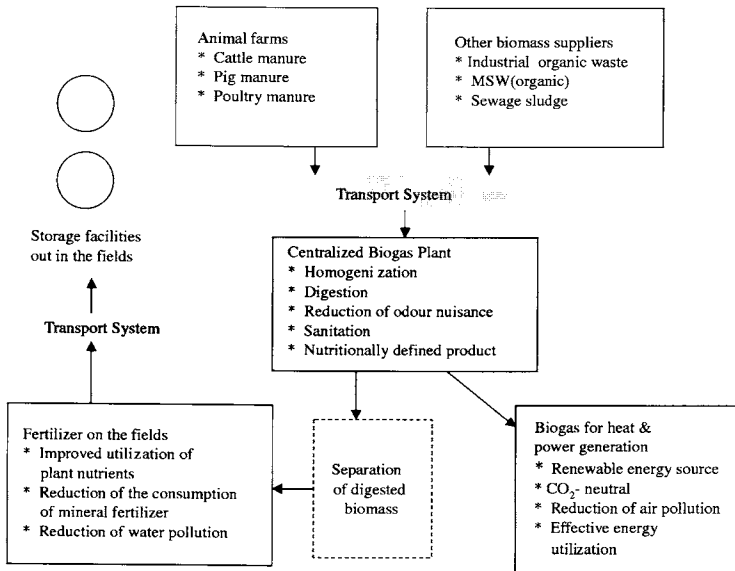 Animal farms
* Cattle manure
* Pig manure
* Poultry manure
Other biomass suppliers
* Industrial organic waste
* MSW(organic)
* Sewage sludge
Transport System
Storage facilities
out in the fields
Transport System
Centralized Biogas Plant
* Homogeni zation
* Digestion
* Reduction of odour nuisance
* Sanitation
* Nutritionally defined product
Fertilizer on the fields
* Improved utilization of
plant nutrients
* Reduction of the consumption
of mineral fertilizer
* Reduction of water pollution
Separation
of digested
biomass
Biogas for heat &
power generation
* Renewable energy source
* CO₂- neutral
* Reduction of air pollution
* Effective energy
utilization